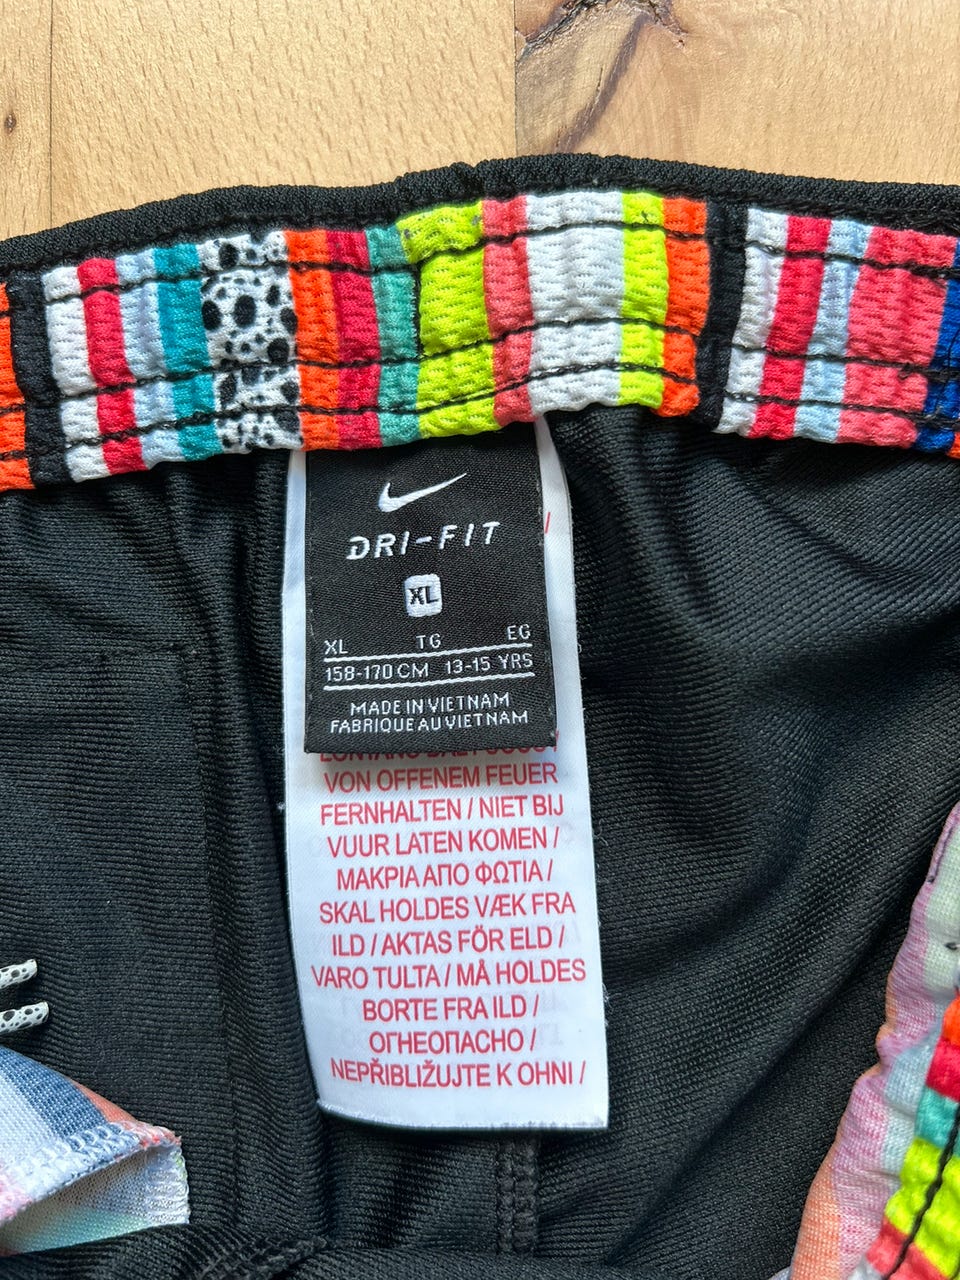 DRI-FIT
XL
XL TG EG
158-170 CM 13-15 YRS
MADE IN VIETNAM
FABRIQUE AU VIETNAM
VON OFFENEM FEUER
FERNHALTEN / NIET BIJ
VUUR LATEN KOMEN /
ΜΑΚΡΙΑ ΑΠΟ ΦΩΤΙΑ /
SKAL HOLDES VÆK FRA
ILD / AKTAS FÖR ELD /
VARO TULTA / MÅ HOLDES
BORTE FRA ILD /
ОГНЕОПАСНО /
NEPŘIBLIŽUJTE K OHNI /